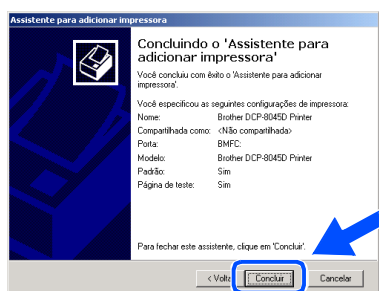 Assistente para adicionar impressora
Concluindo o 'Assistente para
adicionar impressora'
Você concluiu com êxito o 'Assistente para adicionar
impressora'.
Você especificou as seguintes configurações de impressora:
Nome: Brother DCP-8045D Printer
Compartilhada como: <Não compartilhada>
Porta: BMFC:
Modelo: Brother DCP-8045D Printer
Padrão: Sim
Página de teste: Sim
Para fechar este assistente, clique em 'Concluir'.
< Volta Concluir Cancelar